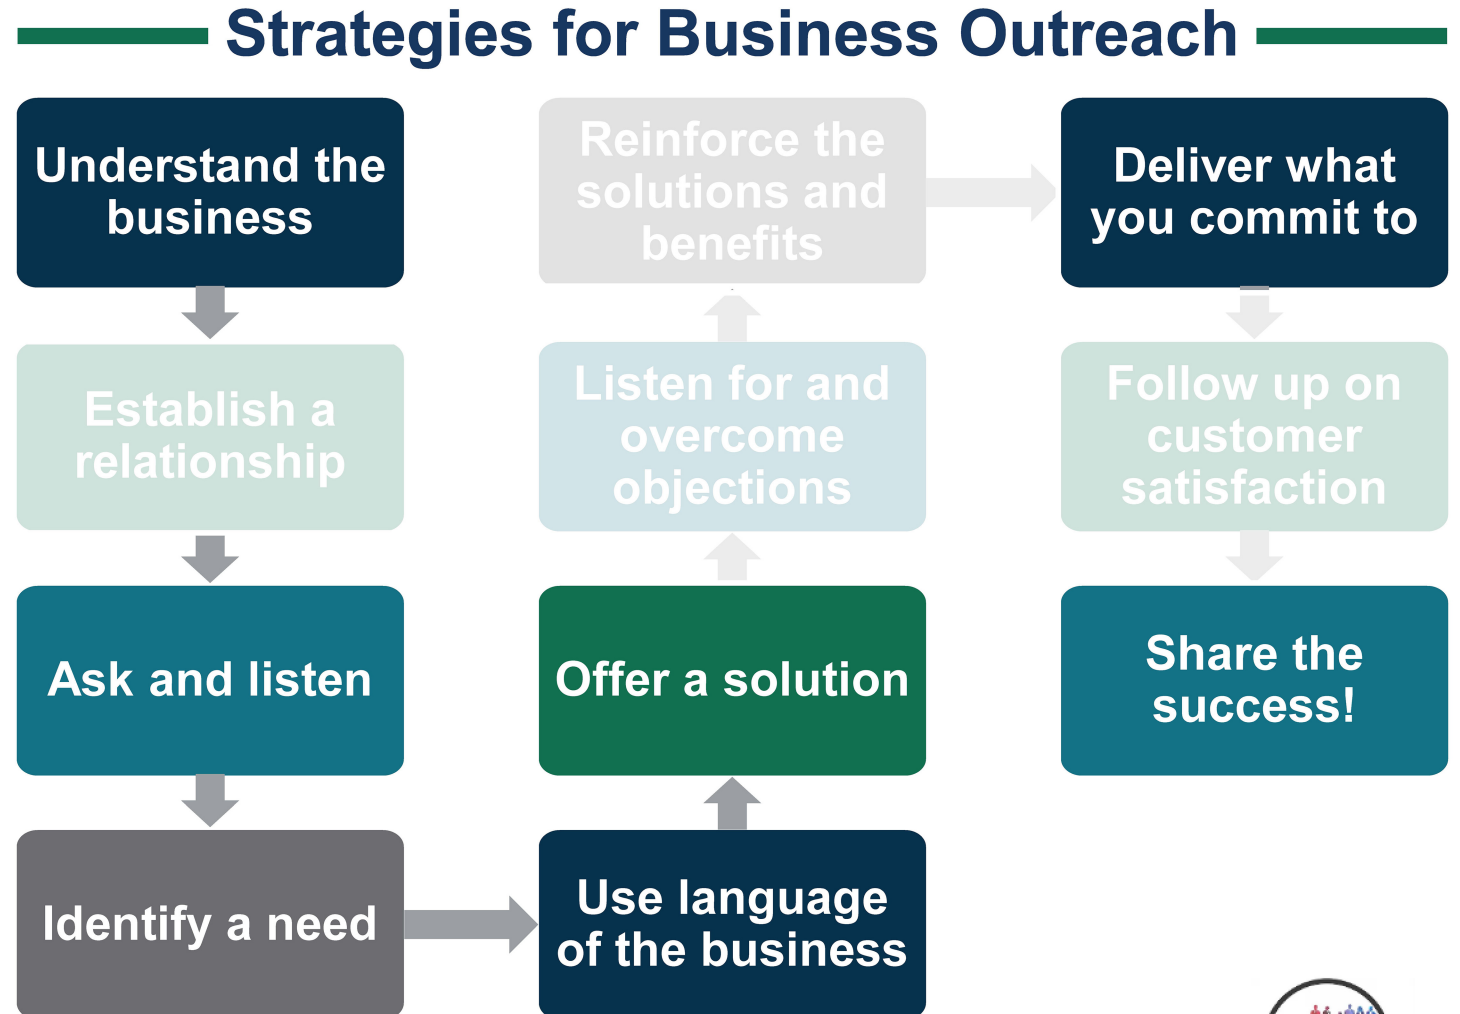 Strategies for Business Outreach
Understand the
business
Establish a
relationship
Ask and listen
Identify a need
Use language
of the business
Offer a solution
Listen for and
overcome
objections
Reinforce the
solutions and
benefits
Deliver what
you commit to
Follow up on
customer
satisfaction
Share the
success!